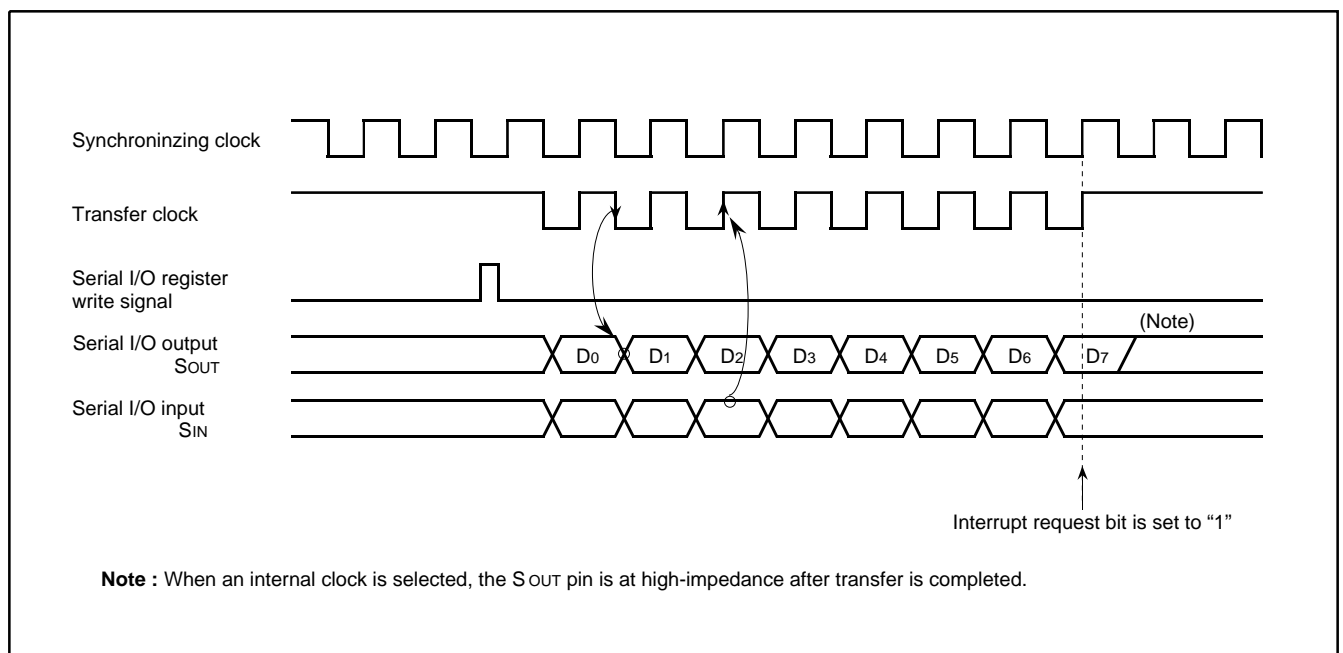 Synchroninzing clock
Transfer clock
Serial I/O register
write signal
Serial I/O output
SOUT
Serial I/O input
SIN
D0 D1 D2 D3 D4 D5 D6 D7
(Note)
Interrupt request bit is set to “1”
Note : When an internal clock is selected, the SOUT pin is at high-impedance after transfer is completed.